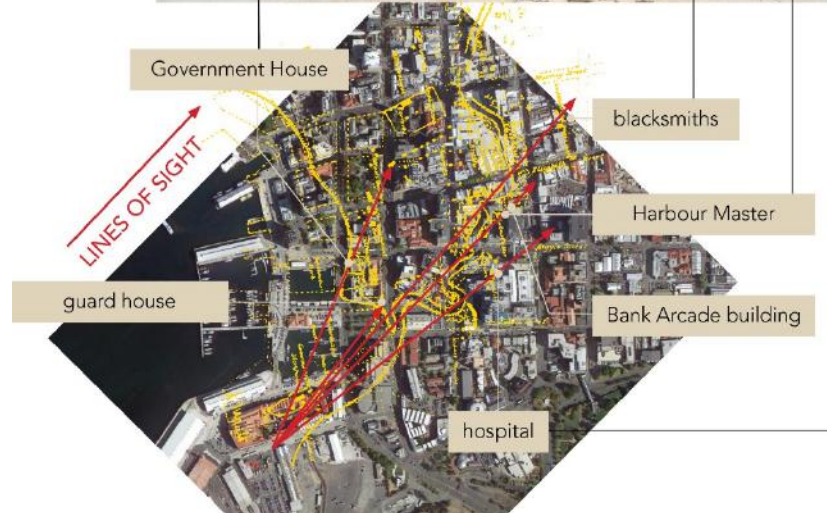 Government House
blacksmiths
LINES OF SIGHT
Harbour Master
guard house
Bank Arcade building
hospital